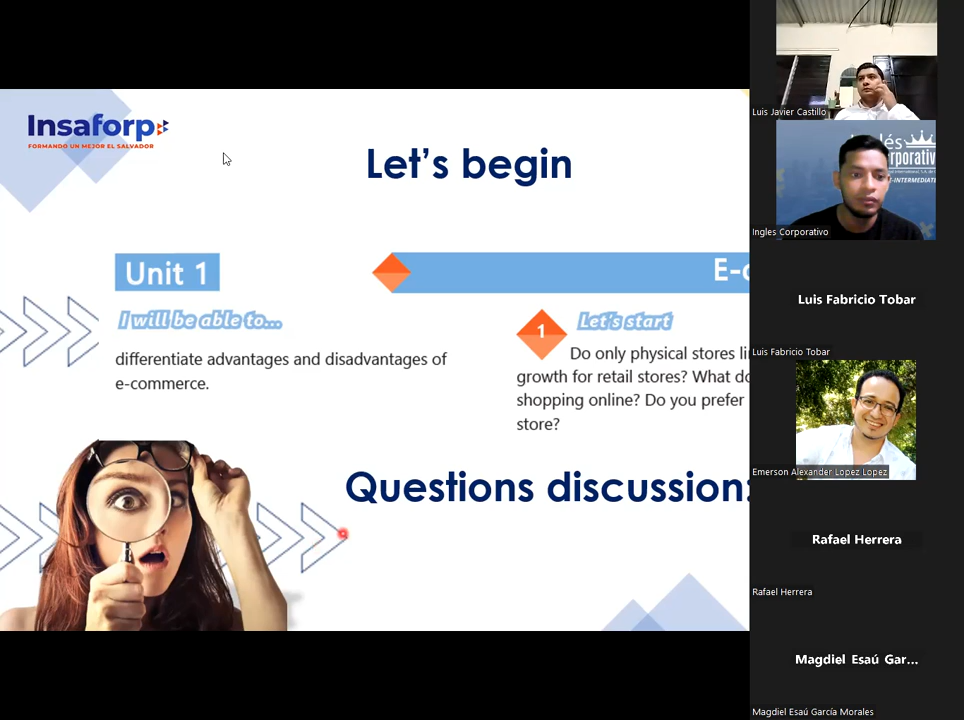 Insaforp
FORMANDO UN MEJOR EL SALVADOR
Let's begin
Unit 1
I will be able to...
differentiate advantages and disadvantages of
e-commerce.
E-c
1
Let's start
Do only physical stores li
growth for retail stores? What do
shopping online? Do you prefer
store?
Questions discussion:
Luis Javier Castillo
Inglés
Corporativo
T-INTERMEDIATE
Ingles Corporativo
Luis Fabricio Tobar
Luis Fabricio Tobar
Emerson Alexander Lopez Lopez
Rafael Herrera
Rafael Herrera
Magdiel Esaú Gar...
Magdiel Esaú García Morales